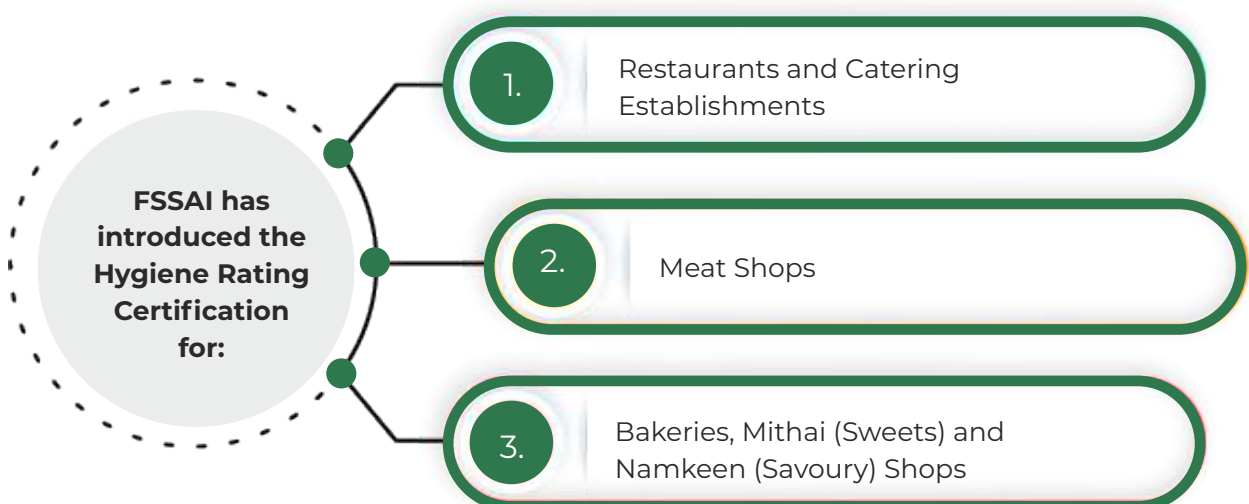 FSSAI has
introduced the
Hygiene Rating
Certification
for:
1.
Restaurants and Catering
Establishments
2.
Meat Shops
3.
Bakeries, Mithai (Sweets) and
Namkeen (Savoury) Shops